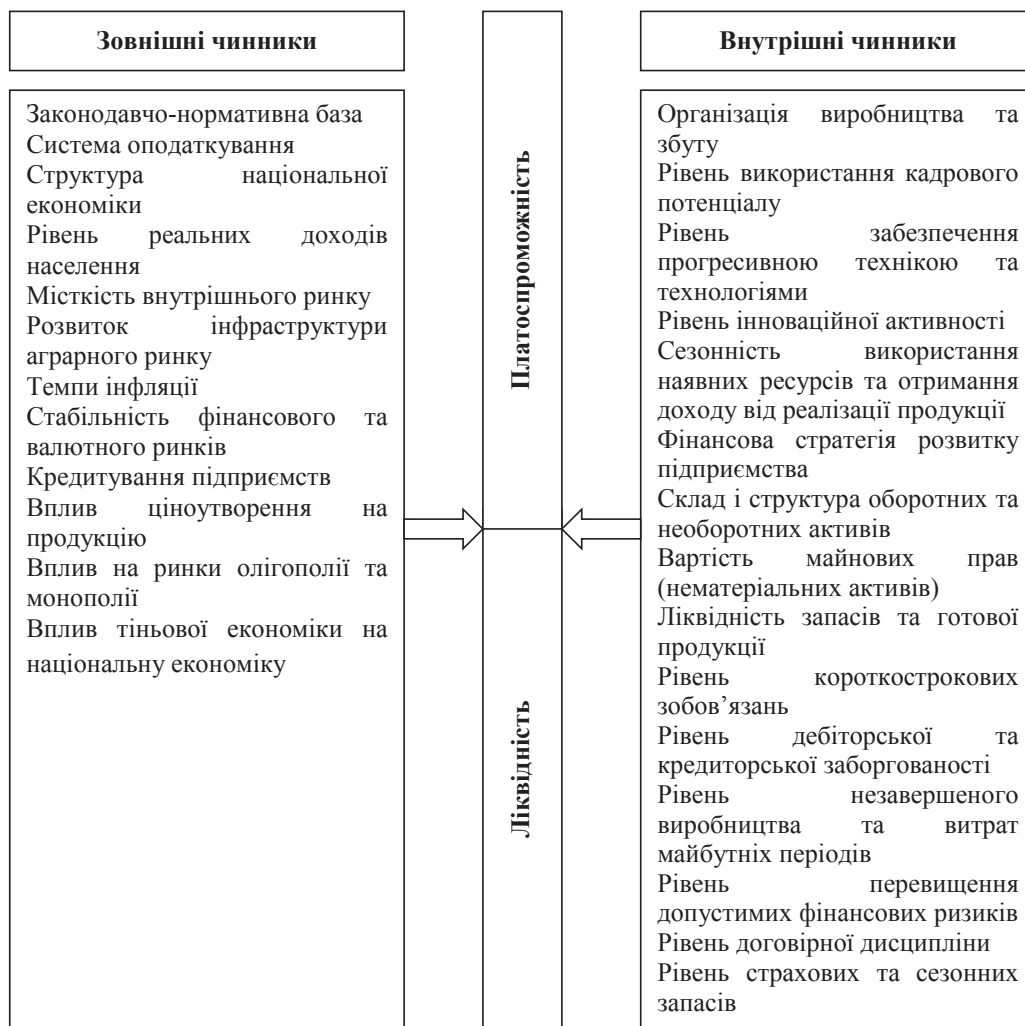 Зовнішні чинники
Законодавчо-нормативна база
Система оподаткування
Структура національної
економіки
Рівень реальних доходів
населення
Місткість внутрішнього ринку
Розвиток інфраструктури
аграрного ринку
Темпи інфляції
Стабільність фінансового та
валютного ринків
Кредитування підприємств
Вплив ціноутворення на
продукцію
Вплив на ринки олігополії та
монополії
Вплив тіньової економіки на
національну економіку
Платоспроможність
Ліквідність
Внутрішні чинники
Організація виробництва та
збуту
Рівень використання кадрового
потенціалу
Рівень забезпечення
прогресивною технікою та
технологіями
Рівень інноваційної активності
Сезонність використання
наявних ресурсів та отримання
доходу від реалізації продукції
Фінансова стратегія розвитку
підприємства
Склад і структура оборотних та
необоротних активів
Вартість майнових прав
(нематеріальних активів)
Ліквідність запасів та готової
продукції
Рівень короткострокових
зобов’язань
Рівень дебіторської та
кредиторської заборгованості
Рівень незавершеного
виробництва та витрат
майбутніх періодів
Рівень перевищення
допустимих фінансових ризиків
Рівень договірної дисципліни
Рівень страхових та сезонних
запасів